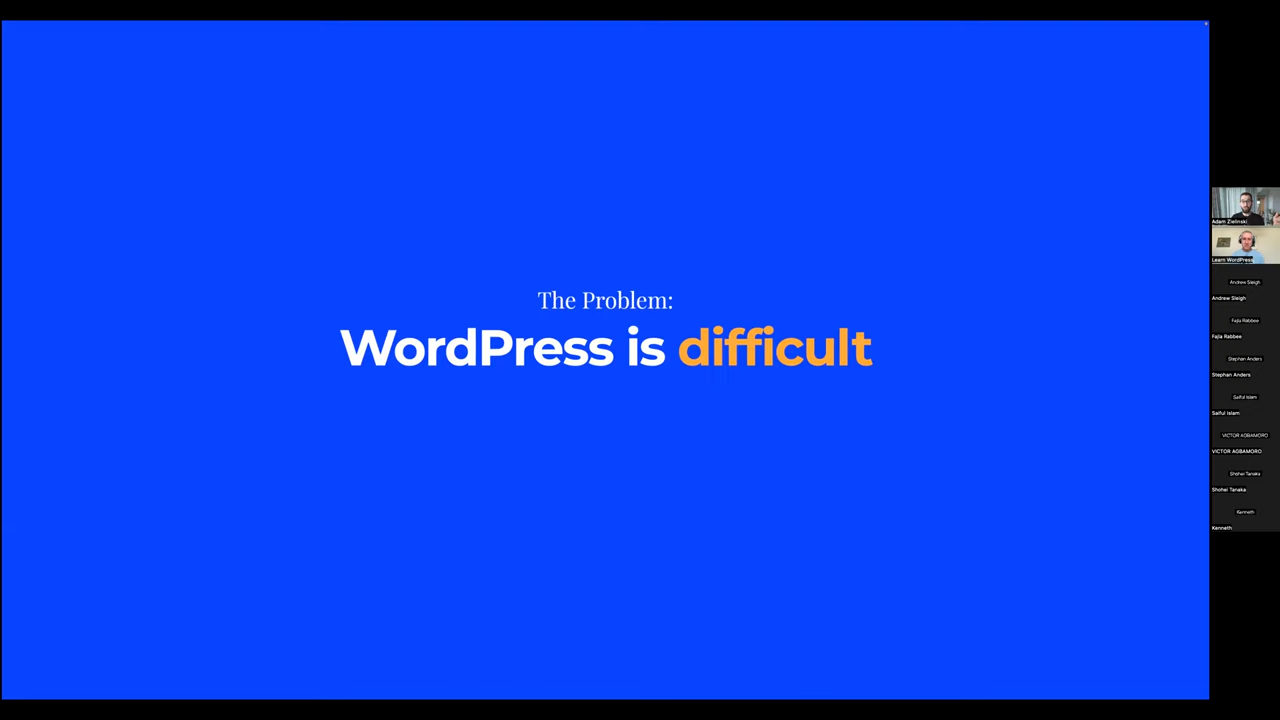 The Problem:
WordPress is difficult
Adam Zielinski
Learn WordPress
Andrew Sleigh
Andrew Sleigh
Fajla Rabbee
Fajla Rabbee
Stephan Anders
Stephan Anders
Saiful Islam
Saiful Islam
VICTOR AGBAMORO
VICTOR AGBAMORO
Shohei Tanaka
Shohei Tanaka
Kenneth
Kenneth